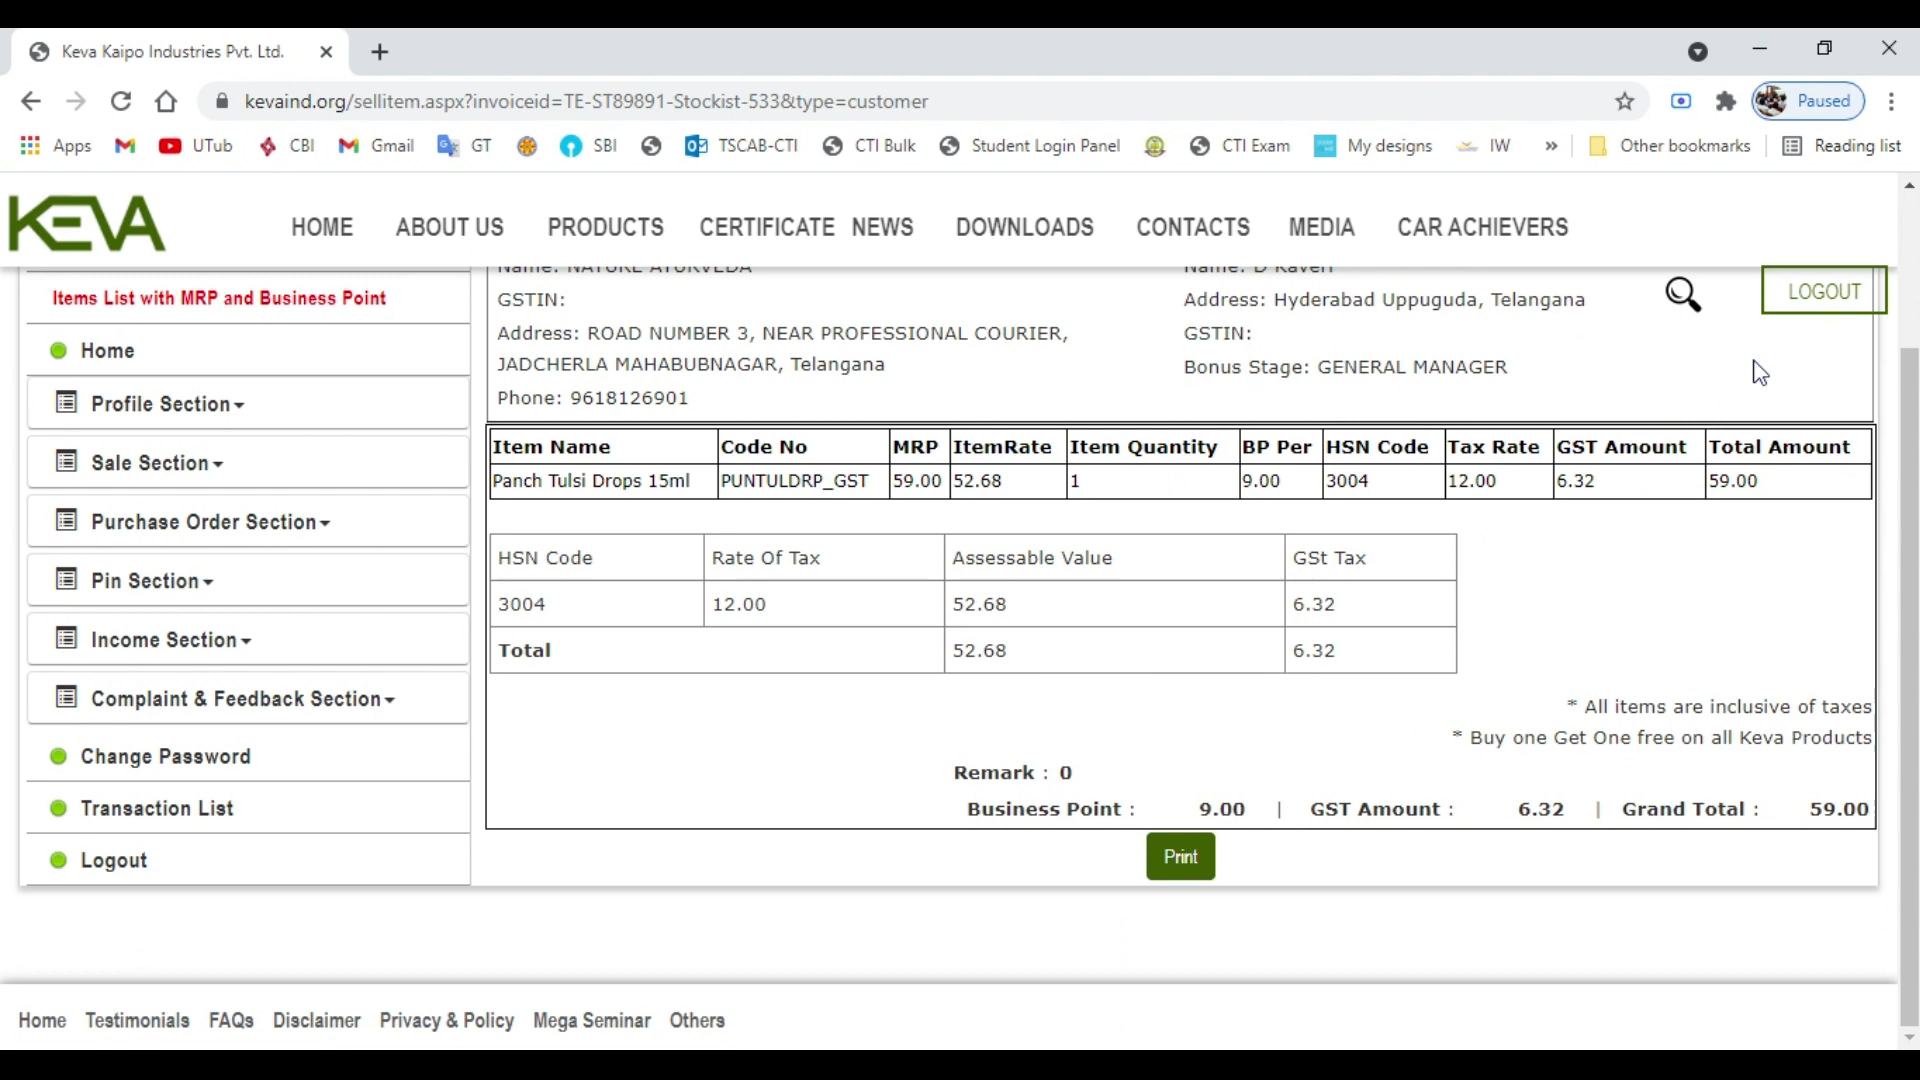 Keva Kaipo Industries Pvt. Ltd.
kevaind.org/sellitem.aspx?invoiceid=TE-ST89891-Stockist-533&type=customer
Paused
Apps UTub CBI Gmail GT SBI TSCAB-CTI CTI Bulk Student Login Panel CTI Exam My designs IW » Other bookmarks Reading list
KEVA HOME ABOUT US PRODUCTS CERTIFICATE NEWS DOWNLOADS CONTACTS MEDIA CAR ACHIEVERS
LOGOUT
Items List with MRP and Business Point
Home
Profile Section
Sale Section
Purchase Order Section
Pin Section
Income Section
Complaint & Feedback Section
Change Password
Transaction List
Logout
Name: NATURE AYURVEDA
GSTIN:
Address: ROAD NUMBER 3, NEAR PROFESSIONAL COURIER,
JADCHERLA MAHABUBNAGAR, Telangana
Phone: 9618126901
Name: D Kaveri
Address: Hyderabad Uppuguda, Telangana
GSTIN:
Bonus Stage: GENERAL MANAGER
Item Name Code No MRP ItemRate Item Quantity BP Per HSN Code Tax Rate GST Amount Total Amount
Panch Tulsi Drops 15ml PUNTULDRP_GST 59.00 52.68 1 9.00 3004 12.00 6.32 59.00
HSN Code Rate Of Tax Assessable Value GSt Tax
3004 12.00 52.68 6.32
Total 52.68 6.32
* All items are inclusive of taxes
* Buy one Get One free on all Keva Products
Remark : 0
Business Point : 9.00 | GST Amount : 6.32 | Grand Total : 59.00
Print
Home Testimonials FAQs Disclaimer Privacy & Policy Mega Seminar Others